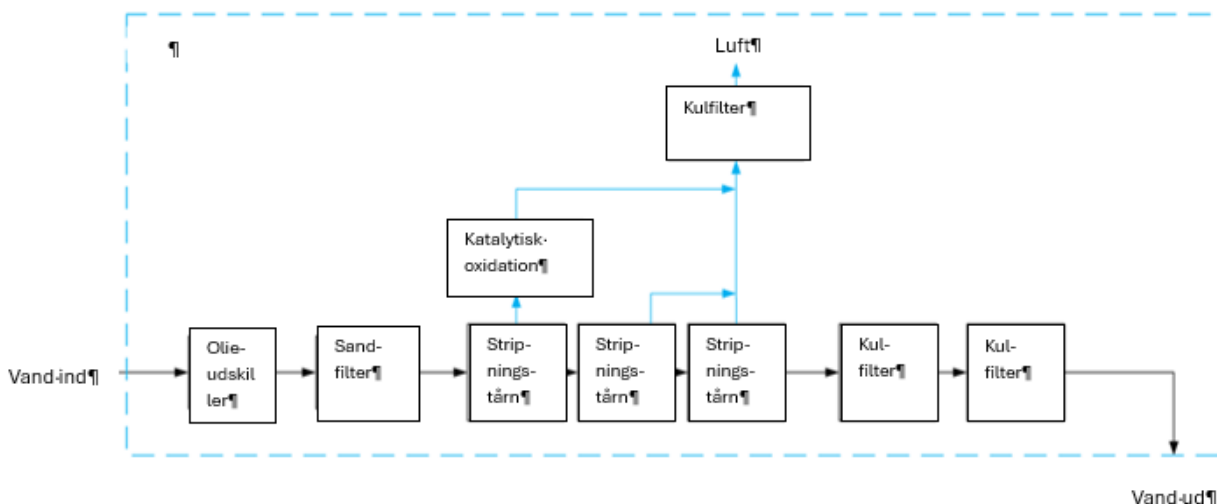 ¶
Luft¶
Kulfilter¶
Katalytisk·
oxidation¶
Vand·ind¶
Olie-
udskil
ler¶
Sand-
filter¶
Strip-
nings-
tårn¶
Strip-
nings-
tårn¶
Strip-
nings-
tårn¶
Kul-
filter¶
Kul-
filter¶
Vand·ud¶